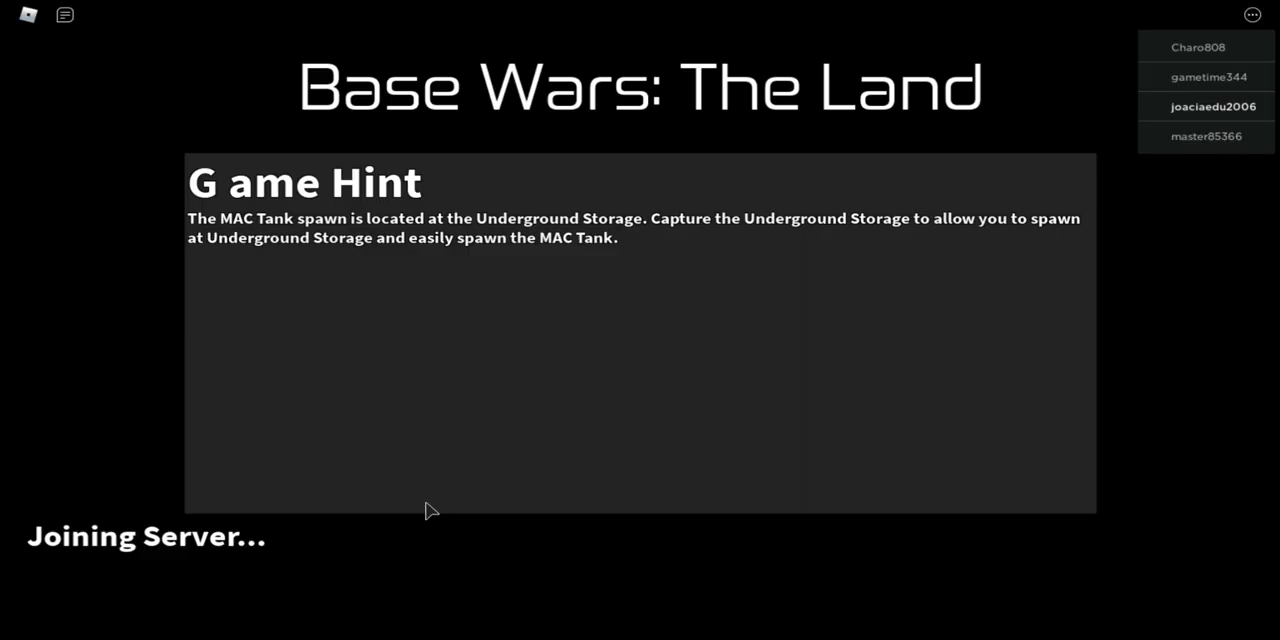 Base Wars: The Land
Charo808
gametime344
joaciaedu2006
master85366
G ame Hint
The MAC Tank spawn is located at the Underground Storage. Capture the Underground Storage to allow you to spawn
at Underground Storage and easily spawn the MAC Tank.
Joining Server...